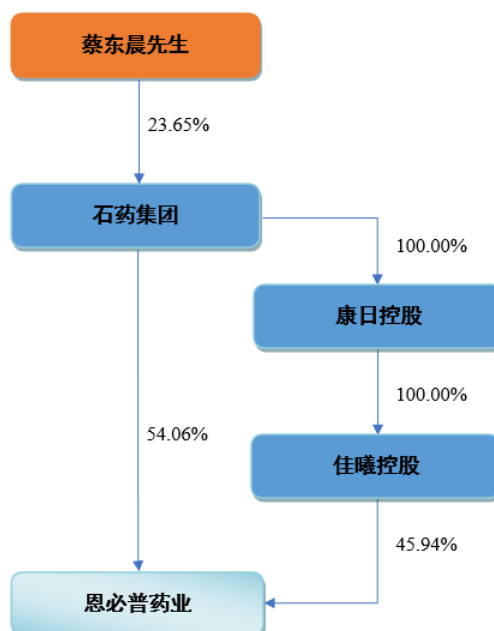 蔡东晨先生
23.65%
石药集团
100.00%
康日控股
100.00%
54.06%
佳曦控股
45.94%
恩必普药业